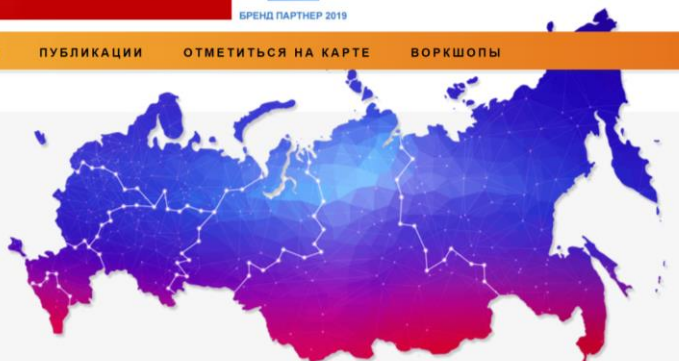 БРЕНД ПАРТНЕР 2019
ПУБЛИКАЦИИ ОТМЕТИТЬСЯ НА КАРТЕ ВОРКШОПЫ